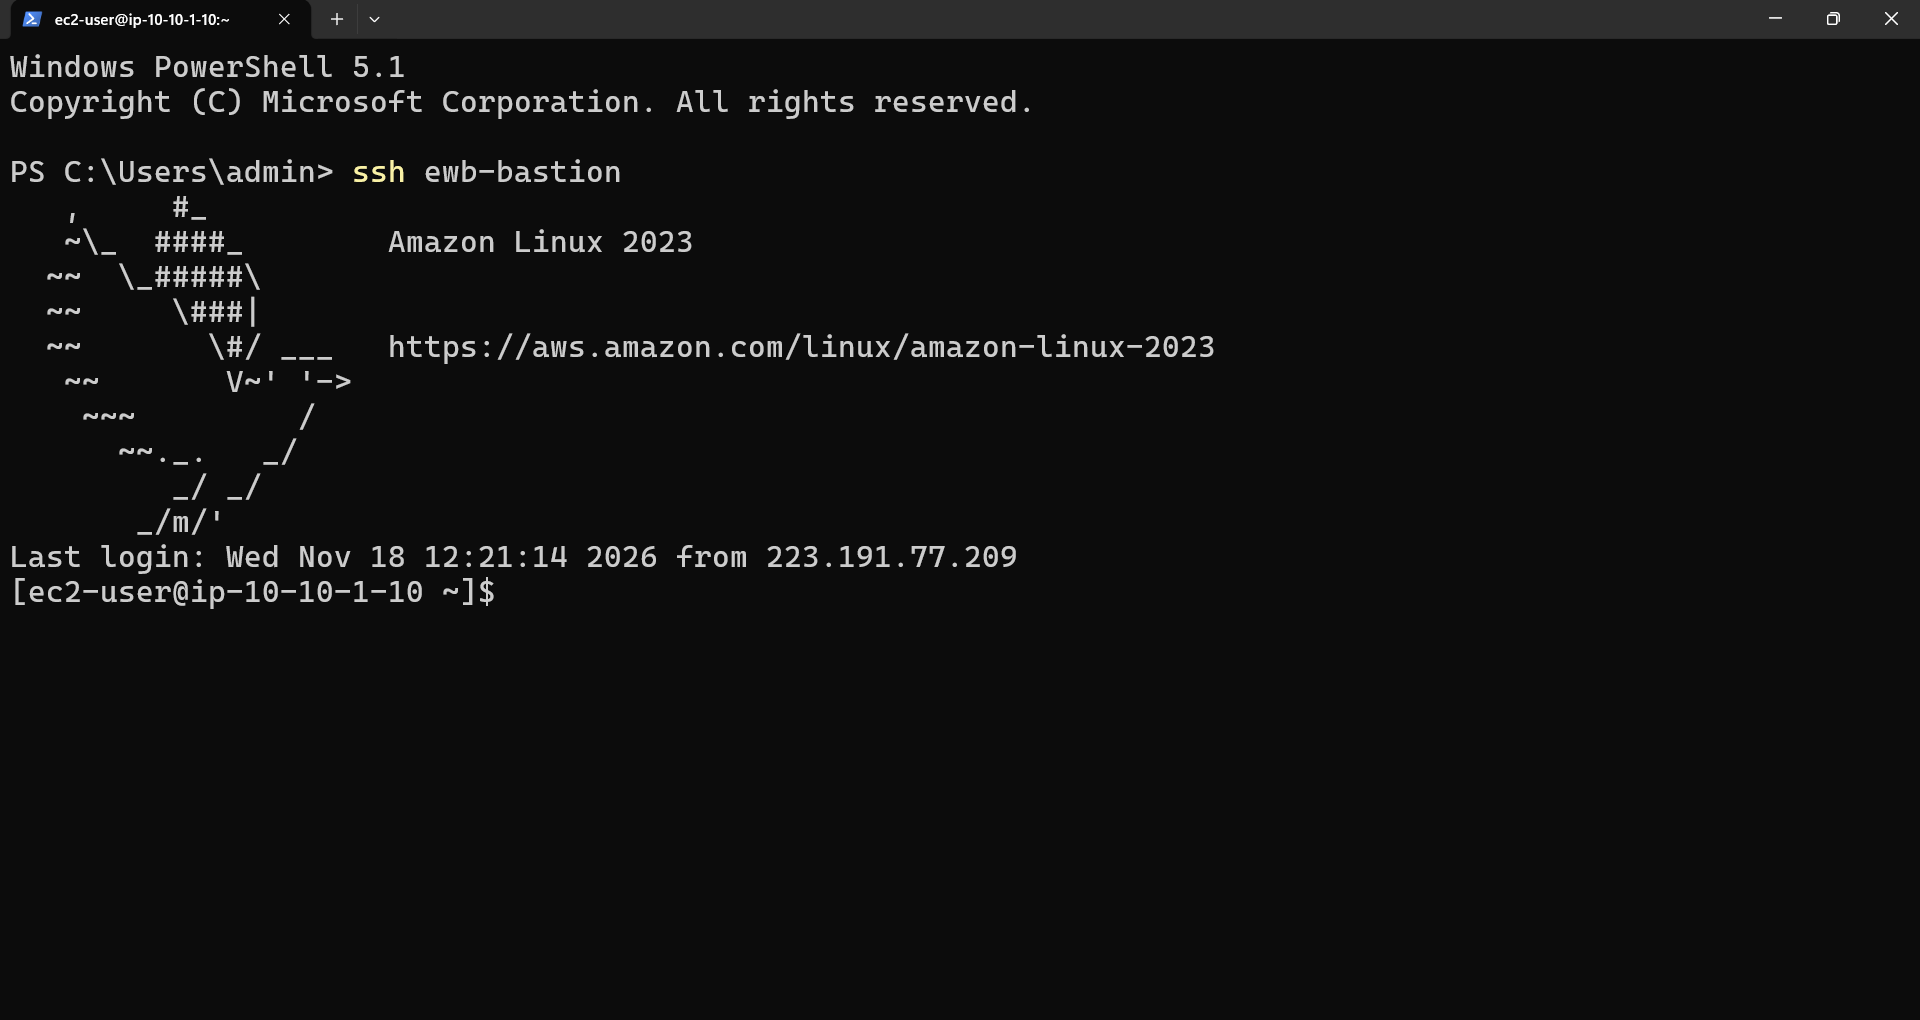 ec2-user@ip-10-10-1-10:~
Windows PowerShell 5.1
Copyright (C) Microsoft Corporation. All rights reserved.
PS C:\Users\admin> ssh ewb-bastion
   ,     #_
   ~\_  ####_        Amazon Linux 2023
  ~~  \_#####\
  ~~     \###|
  ~~       \#/ ___   https://aws.amazon.com/linux/amazon-linux-2023
   ~~       V~' '->
    ~~~         /
      ~~._.   _/
         _/ _/
       _/m/'
Last login: Wed Nov 18 12:21:14 2026 from 223.191.77.209
[ec2-user@ip-10-10-1-10 ~]$